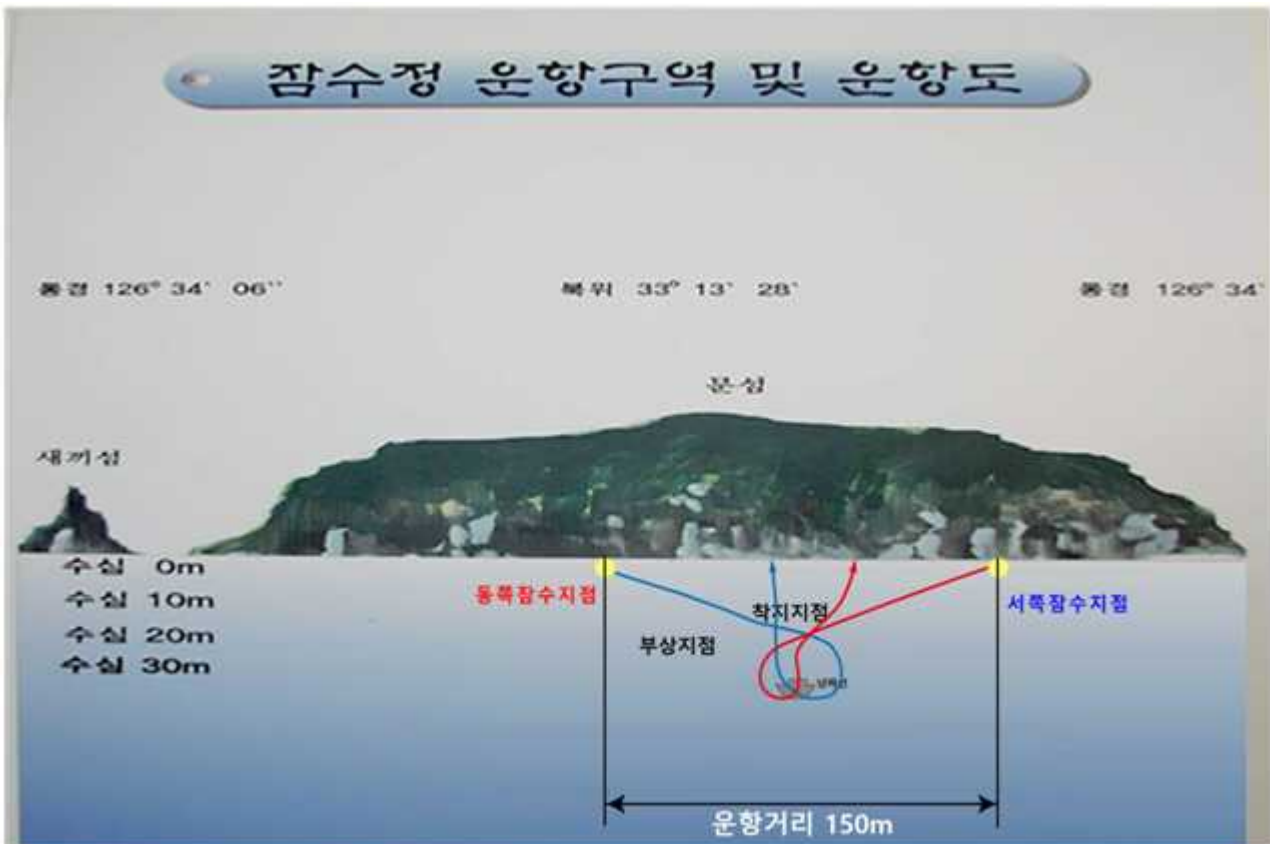 잠수정 운항구역 및 운항도
동경 126° 34` 06``
북위 33° 13` 28`
동경 126° 34`
문섬
새끼섬
수심 0m
수심 10m
수심 20m
수심 30m
동쪽잠수지점
착지지점
서쪽잠수지점
부상지점
운항거리 150m